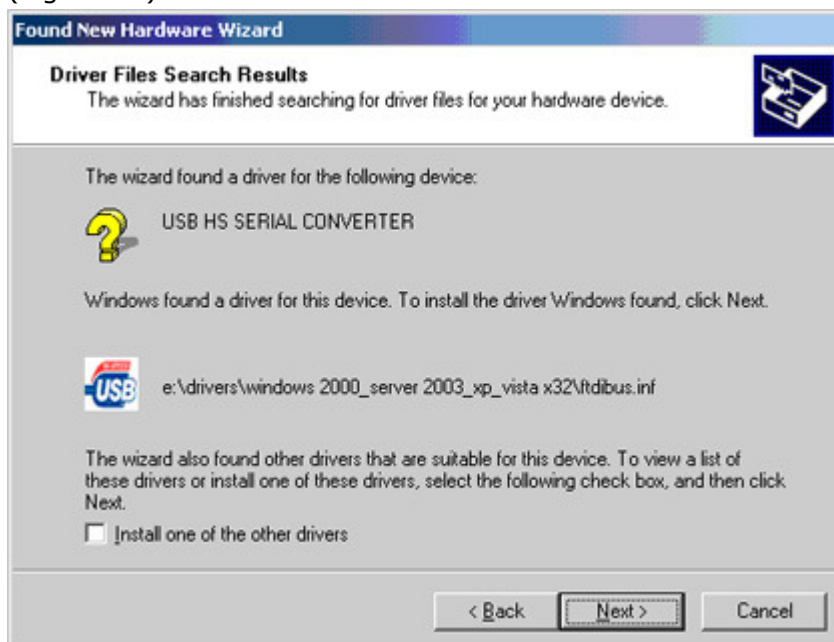 Found New Hardware Wizard
Driver Files Search Results
The wizard has finished searching for driver files for your hardware device.
The wizard found a driver for the following device:
USB HS SERIAL CONVERTER
Windows found a driver for this device. To install the driver Windows found, click Next.
USB
e:\drivers\windows 2000_server 2003_xp_vista x32\ftdibus.inf
The wizard also found other drivers that are suitable for this device. To view a list of
these drivers or install one of these drivers, select the following check box, and then click
Next.
Install one of the other drivers
< Back Next > Cancel